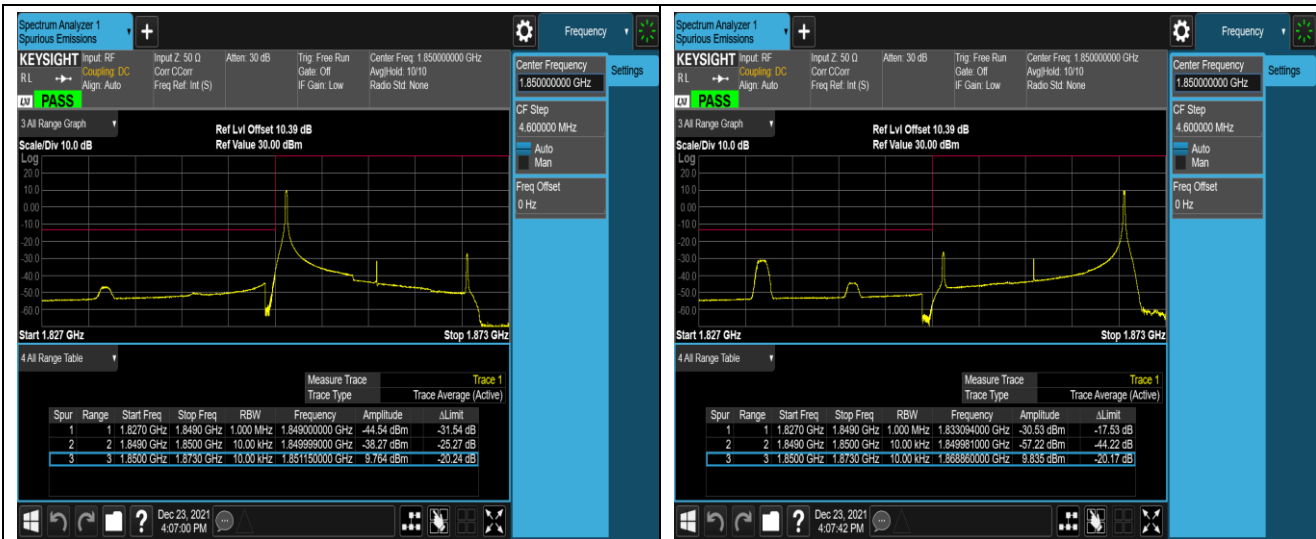 Spectrum Analyzer 1
Spurious Emissions
+
Frequency
KEYSIGHT
RL
LXI
PASS
Input: RF
Coupling: DC
Align: Auto
Input Z: 50 Ω
Corr CCorr
Freq Ref: Int (S)
Atten: 30 dB
Trig: Free Run
Gate: Off
IF Gain: Low
Center Freq: 1.850000000 GHz
Avg|Hold: 10/10
Radio Std: None
Center Frequency
1.850000000 GHz
Settings
CF Step
4.600000 MHz
Auto
Man
Freq Offset
0 Hz
3 All Range Graph
Ref Lvl Offset 10.39 dB
Scale/Div 10.0 dB
Ref Value 30.00 dBm
Log
20.0
10.0
0.00
-10.0
-20.0
-30.0
-40.0
-50.0
-60.0
Start 1.827 GHz
Stop 1.873 GHz
4 All Range Table
Measure Trace Trace 1
Trace Type Trace Average (Active)
Spur Range Start Freq Stop Freq RBW Frequency Amplitude ΔLimit
1 1 1.8270 GHz 1.8490 GHz 1.000 MHz 1.849000000 GHz -44.54 dBm -31.54 dB
2 2 1.8490 GHz 1.8500 GHz 10.00 kHz 1.849999000 GHz -38.27 dBm -25.27 dB
3 3 1.8500 GHz 1.8730 GHz 10.00 kHz 1.851150000 GHz 9.764 dBm -20.24 dB
?
Dec 23, 2021
4:07:00 PM
Spectrum Analyzer 1
Spurious Emissions
+
Frequency
KEYSIGHT
RL
LXI
PASS
Input: RF
Coupling: DC
Align: Auto
Input Z: 50 Ω
Corr CCorr
Freq Ref: Int (S)
Atten: 30 dB
Trig: Free Run
Gate: Off
IF Gain: Low
Center Freq: 1.850000000 GHz
Avg|Hold: 10/10
Radio Std: None
Center Frequency
1.850000000 GHz
Settings
CF Step
4.600000 MHz
Auto
Man
Freq Offset
0 Hz
3 All Range Graph
Ref Lvl Offset 10.39 dB
Scale/Div 10.0 dB
Ref Value 30.00 dBm
Log
20.0
10.0
0.00
-10.0
-20.0
-30.0
-40.0
-50.0
-60.0
Start 1.827 GHz
Stop 1.873 GHz
4 All Range Table
Measure Trace Trace 1
Trace Type Trace Average (Active)
Spur Range Start Freq Stop Freq RBW Frequency Amplitude ΔLimit
1 1 1.8270 GHz 1.8490 GHz 1.000 MHz 1.833094000 GHz -30.53 dBm -17.53 dB
2 2 1.8490 GHz 1.8500 GHz 10.00 kHz 1.849981000 GHz -57.22 dBm -44.22 dB
3 3 1.8500 GHz 1.8730 GHz 10.00 kHz 1.868860000 GHz 9.835 dBm -20.17 dB
?
Dec 23, 2021
4:07:42 PM